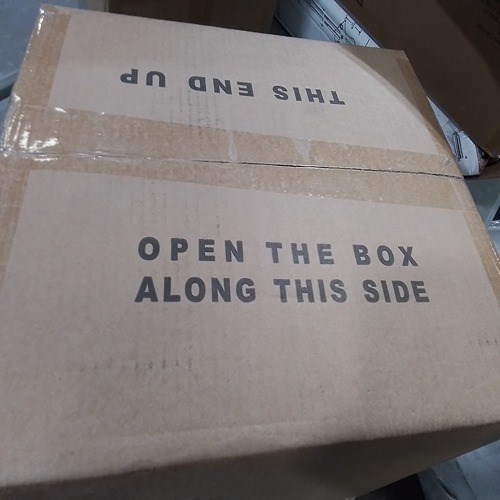 THIS END UP
OPEN THE BOX
ALONG THIS SIDE